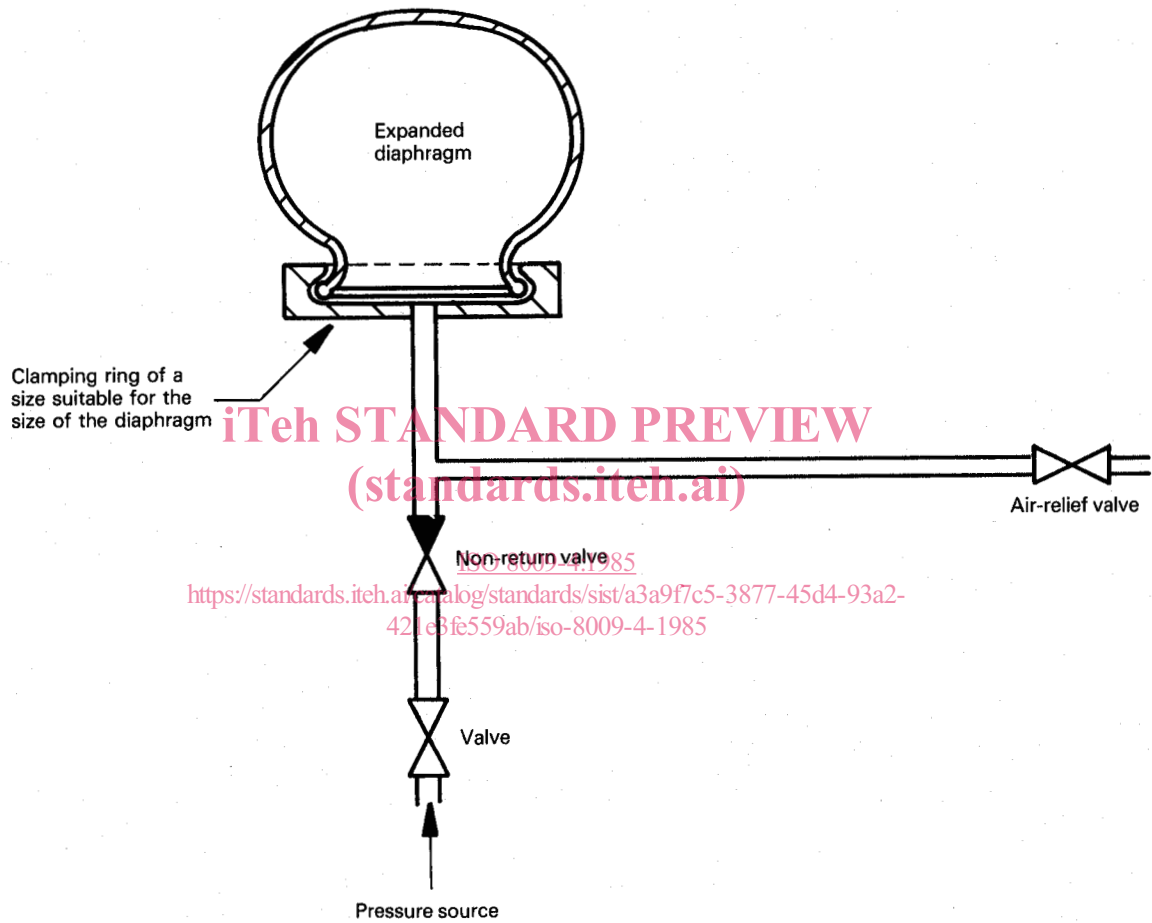 Expanded
diaphragm
Clamping ring of a
size suitable for the
size of the diaphragm
iTeh STANDARD PREVIEW
(standards.iteh.ai)
Air-relief valve
Non-return valve
ISO 8009-4:1985
https://standards.iteh.ai/catalog/standards/sist/a3a9f7c5-3877-45d4-93a2-
421e3fe559ab/iso-8009-4-1985
Valve
Pressure source